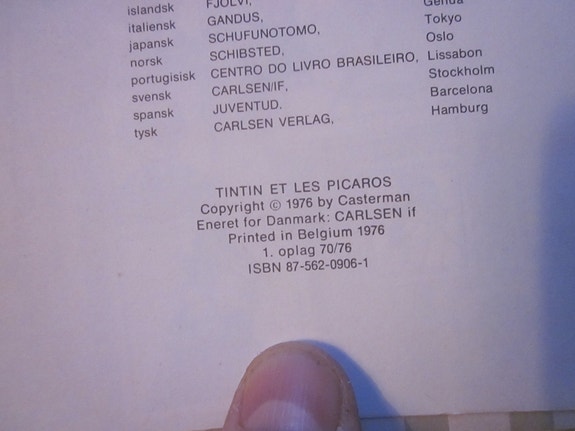 islandsk FJÖLVI, Genua
italiensk GANDUS, Tokyo
japansk SCHUFUNOTOMO, Oslo
norsk SCHIBSTED, Lissabon
portugisisk CENTRO DO LIVRO BRASILEIRO, Stockholm
svensk CARLSEN/IF, Barcelona
spansk JUVENTUD. Hamburg
tysk CARLSEN VERLAG,
TINTIN ET LES PICAROS
Copyright © 1976 by Casterman
Eneret for Danmark: CARLSEN if
Printed in Belgium 1976
1. oplag 70/76
ISBN 87-562-0906-1